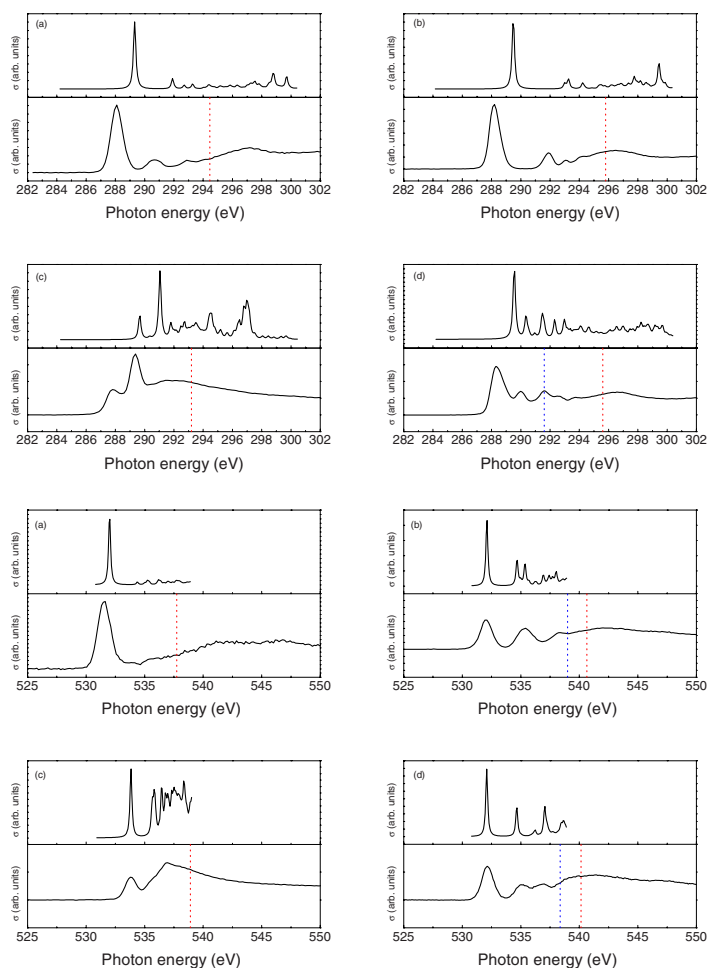 (a)
σ (arb. units)
σ (arb. units)
282 284 286 288 290 292 294 296 298 300 302
Photon energy (eV)
(b)
σ (arb. units)
σ (arb. units)
282 284 286 288 290 292 294 296 298 300 302
Photon energy (eV)
(c)
σ (arb. units)
σ (arb. units)
282 284 286 288 290 292 294 296 298 300 302
Photon energy (eV)
(d)
σ (arb. units)
σ (arb. units)
282 284 286 288 290 292 294 296 298 300 302
Photon energy (eV)
(a)
σ (arb. units)
σ (arb. units)
525 530 535 540 545 550
Photon energy (eV)
(b)
σ (arb. units)
σ (arb. units)
525 530 535 540 545 550
Photon energy (eV)
(c)
σ (arb. units)
σ (arb. units)
525 530 535 540 545 550
Photon energy (eV)
(d)
σ (arb. units)
σ (arb. units)
525 530 535 540 545 550
Photon energy (eV)